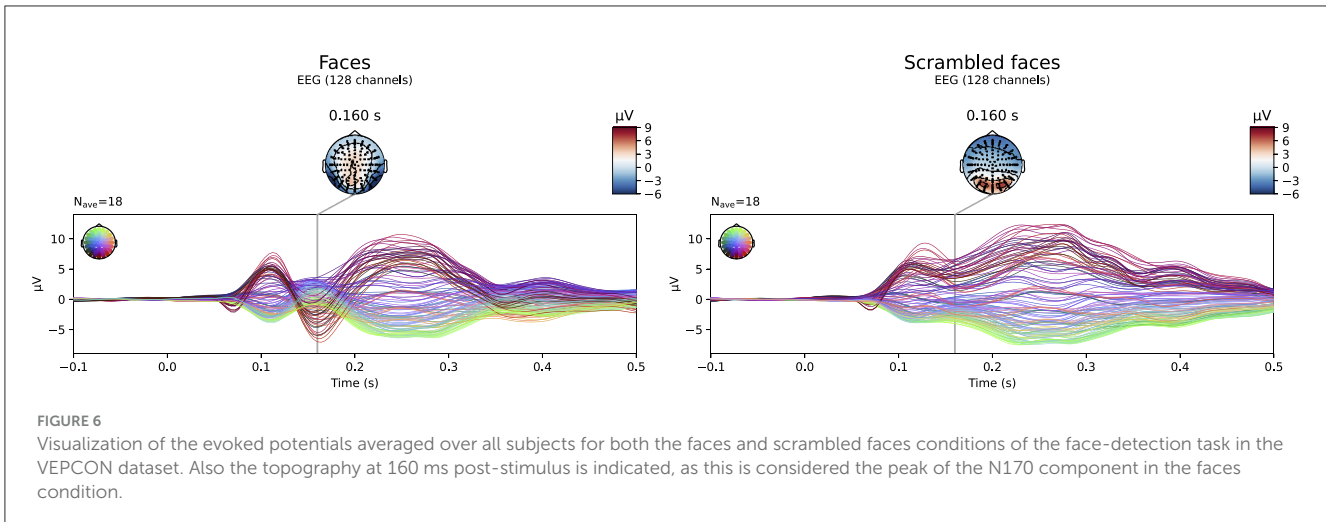 Faces
EEG (128 channels)
0.160 s
µV
9
6
3
0
−3
−6
N_ave=18
10
5
0
−5
µV
−0.1 0.0 0.1 0.2 0.3 0.4 0.5
Time (s)
Scrambled faces
EEG (128 channels)
0.160 s
µV
9
6
3
0
−3
−6
N_ave=18
10
5
0
−5
µV
−0.1 0.0 0.1 0.2 0.3 0.4 0.5
Time (s)
FIGURE 6
Visualization of the evoked potentials averaged over all subjects for both the faces and scrambled faces conditions of the face-detection task in the
VEPCON dataset. Also the topography at 160 ms post-stimulus is indicated, as this is considered the peak of the N170 component in the faces
condition.